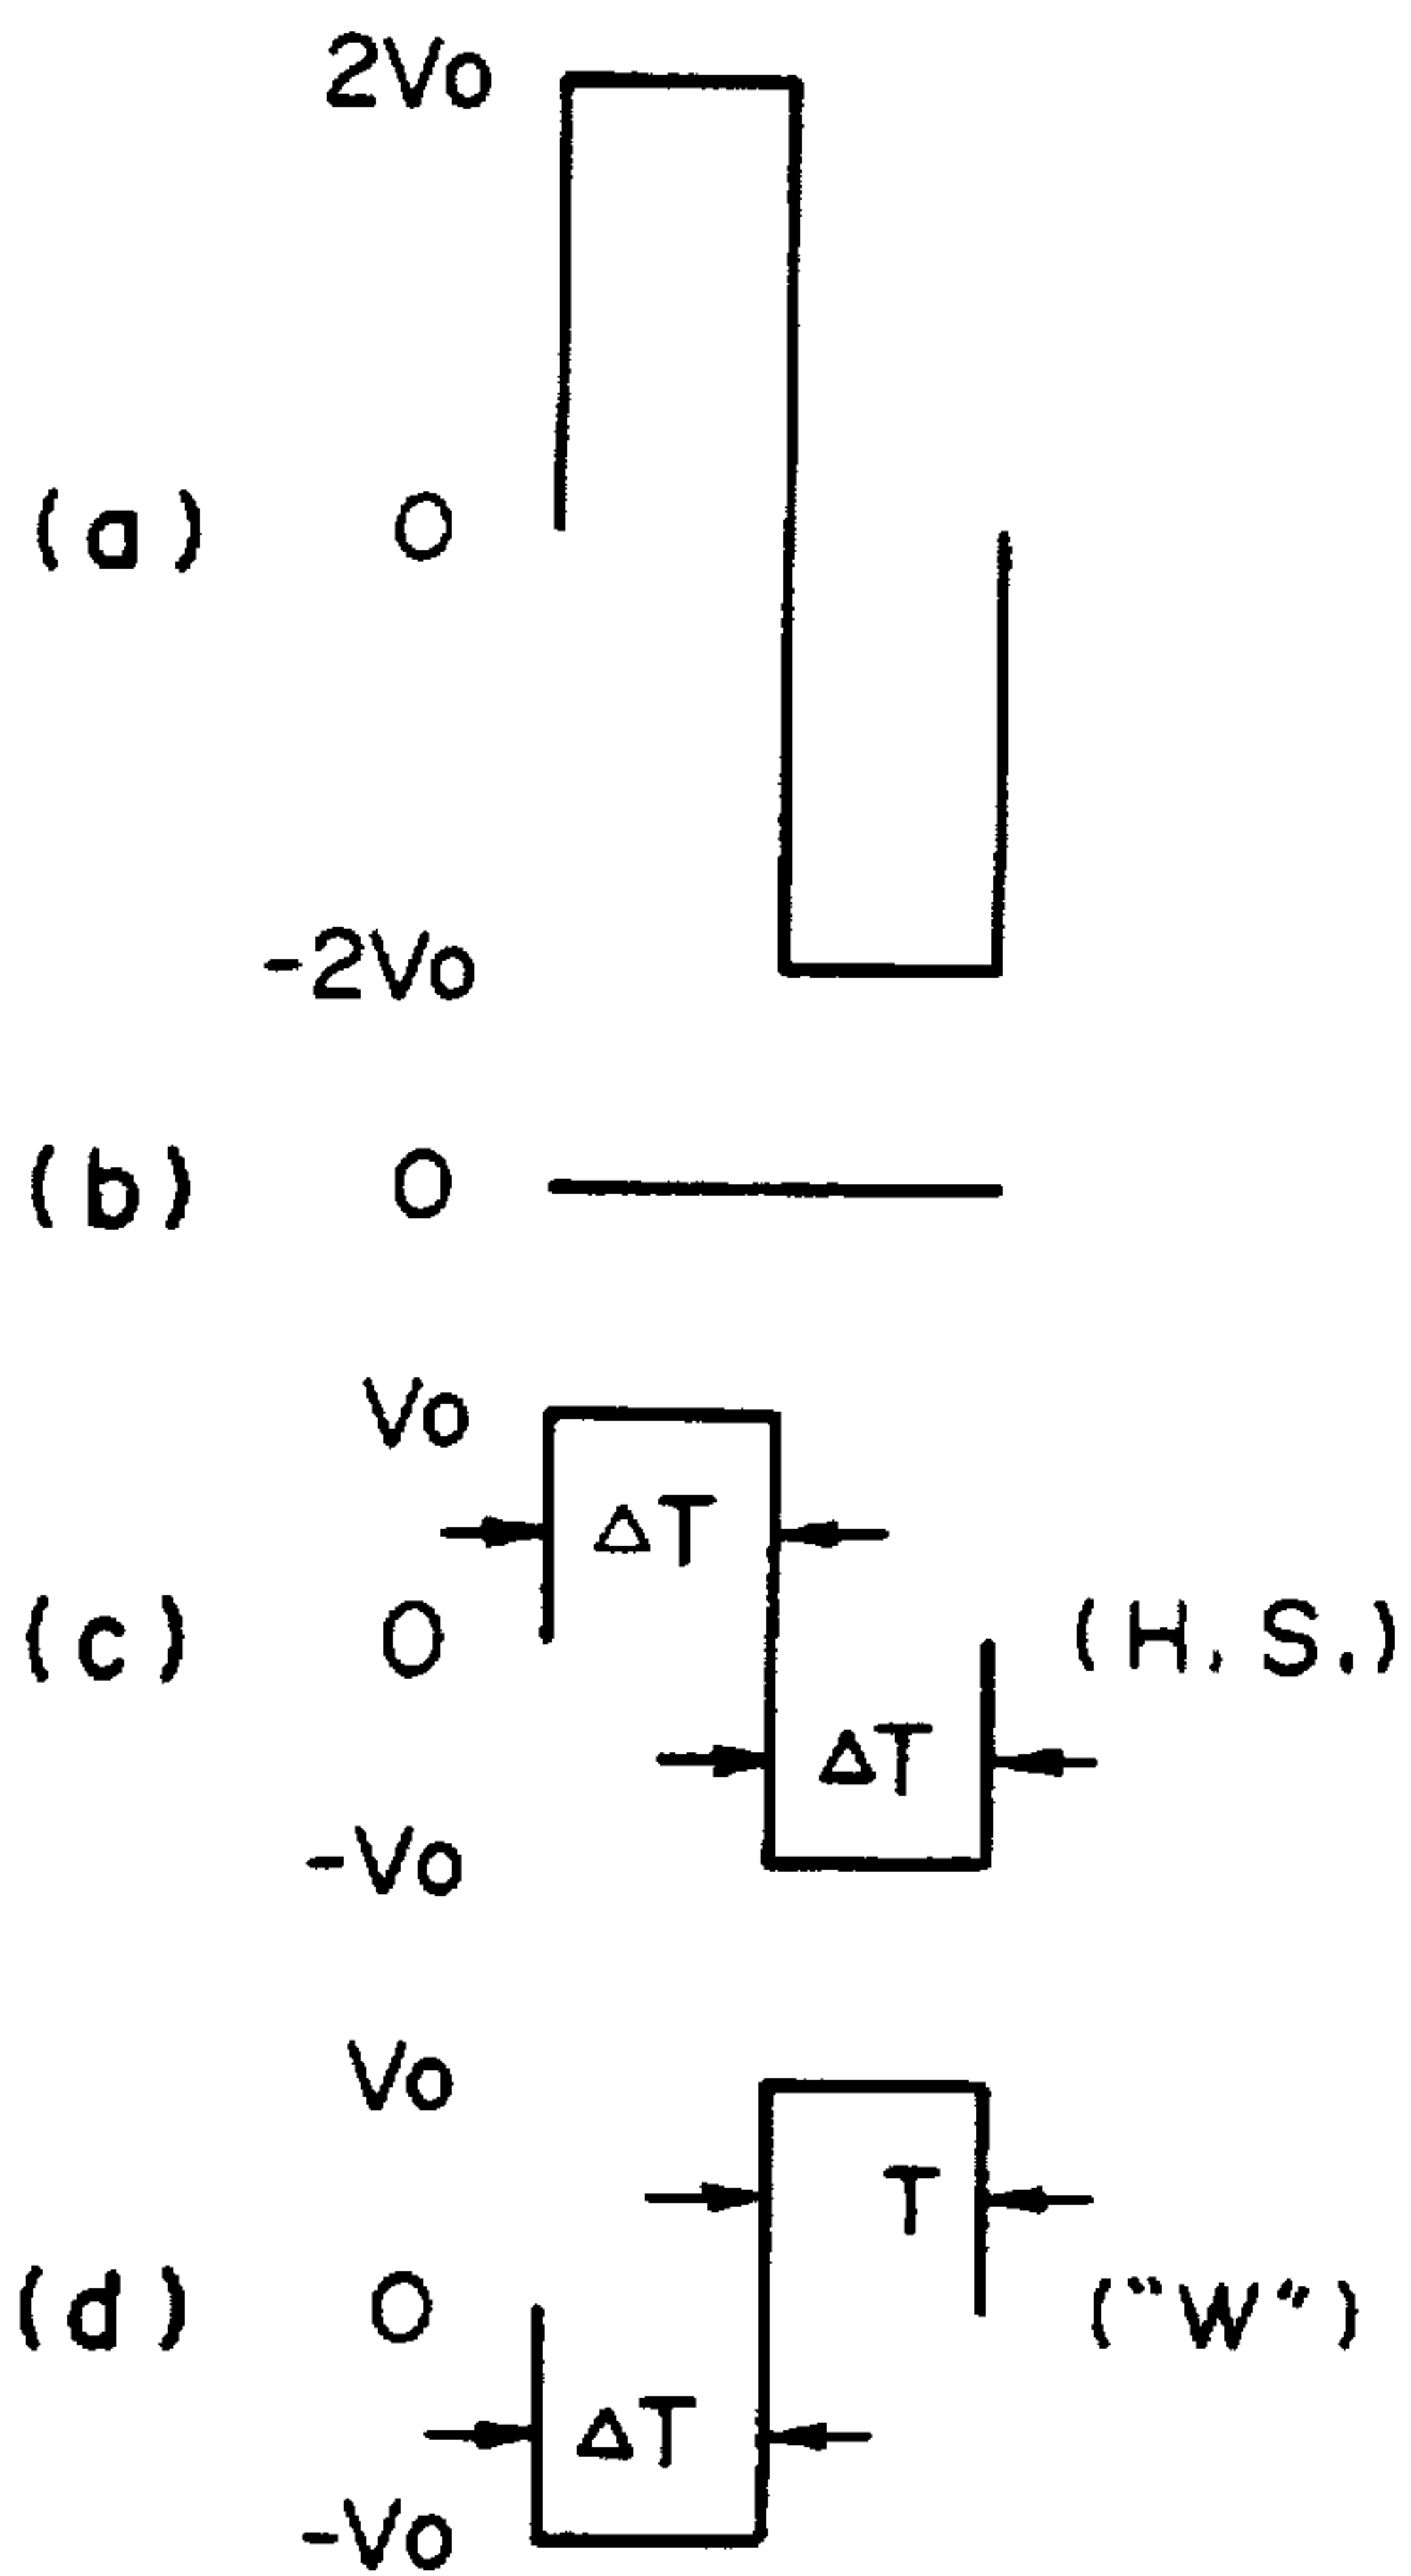 2Vo
(a) O
-2Vo
(b) O
Vo
ΔT
(c) O (H.S.)
ΔT
-Vo
Vo
T
(d) O ("W")
ΔT
-Vo